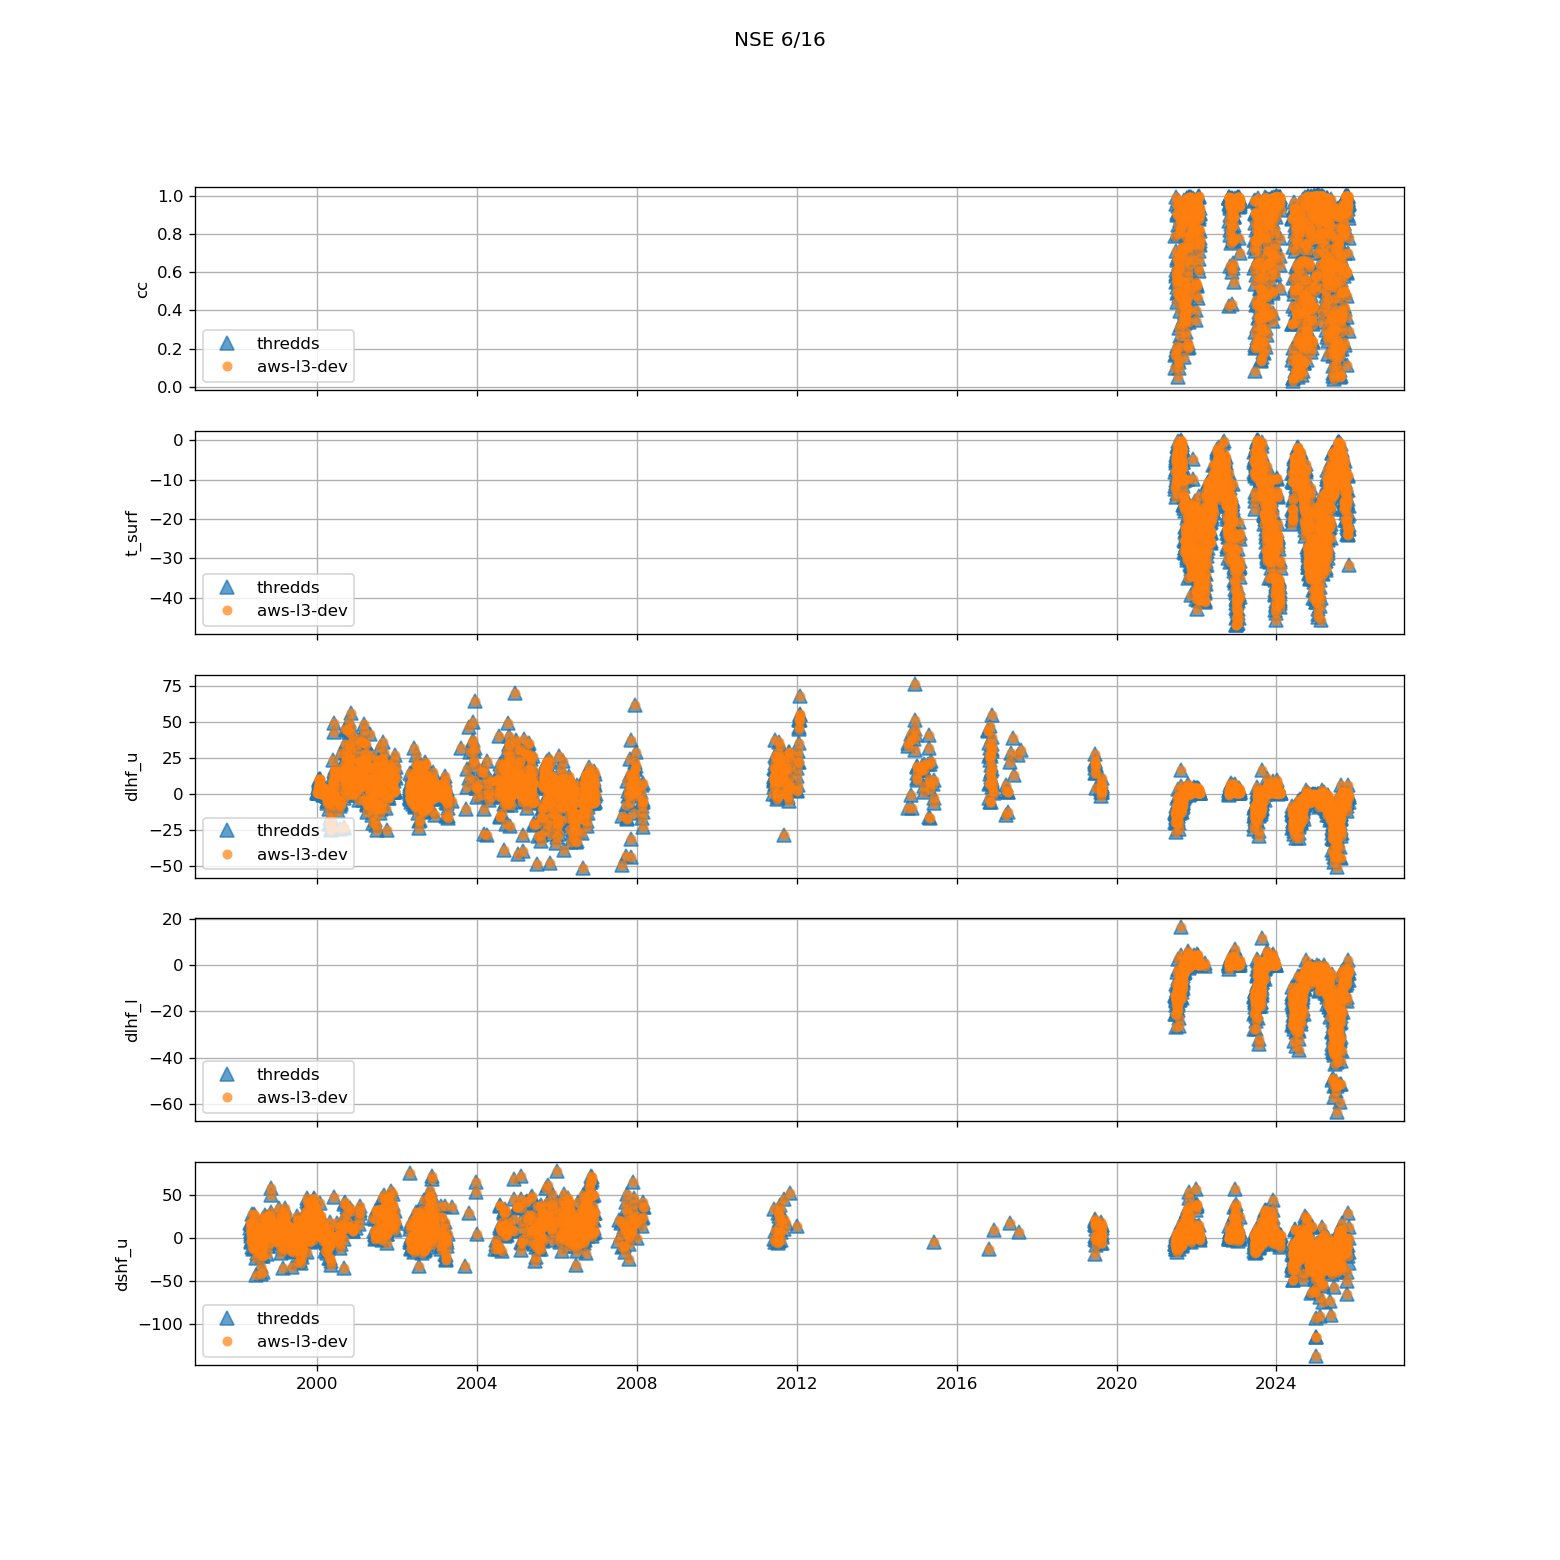 NSE 6/16
1.0
0.8
0.6
0.4
0.2
0.0
cc
thredds
aws-l3-dev
0
−10
−20
−30
−40
t_surf
thredds
aws-l3-dev
75
50
25
0
−25
−50
dlhf_u
thredds
aws-l3-dev
20
0
−20
−40
−60
dlhf_l
thredds
aws-l3-dev
50
0
−50
−100
dshf_u
thredds
aws-l3-dev
2000 2004 2008 2012 2016 2020 2024